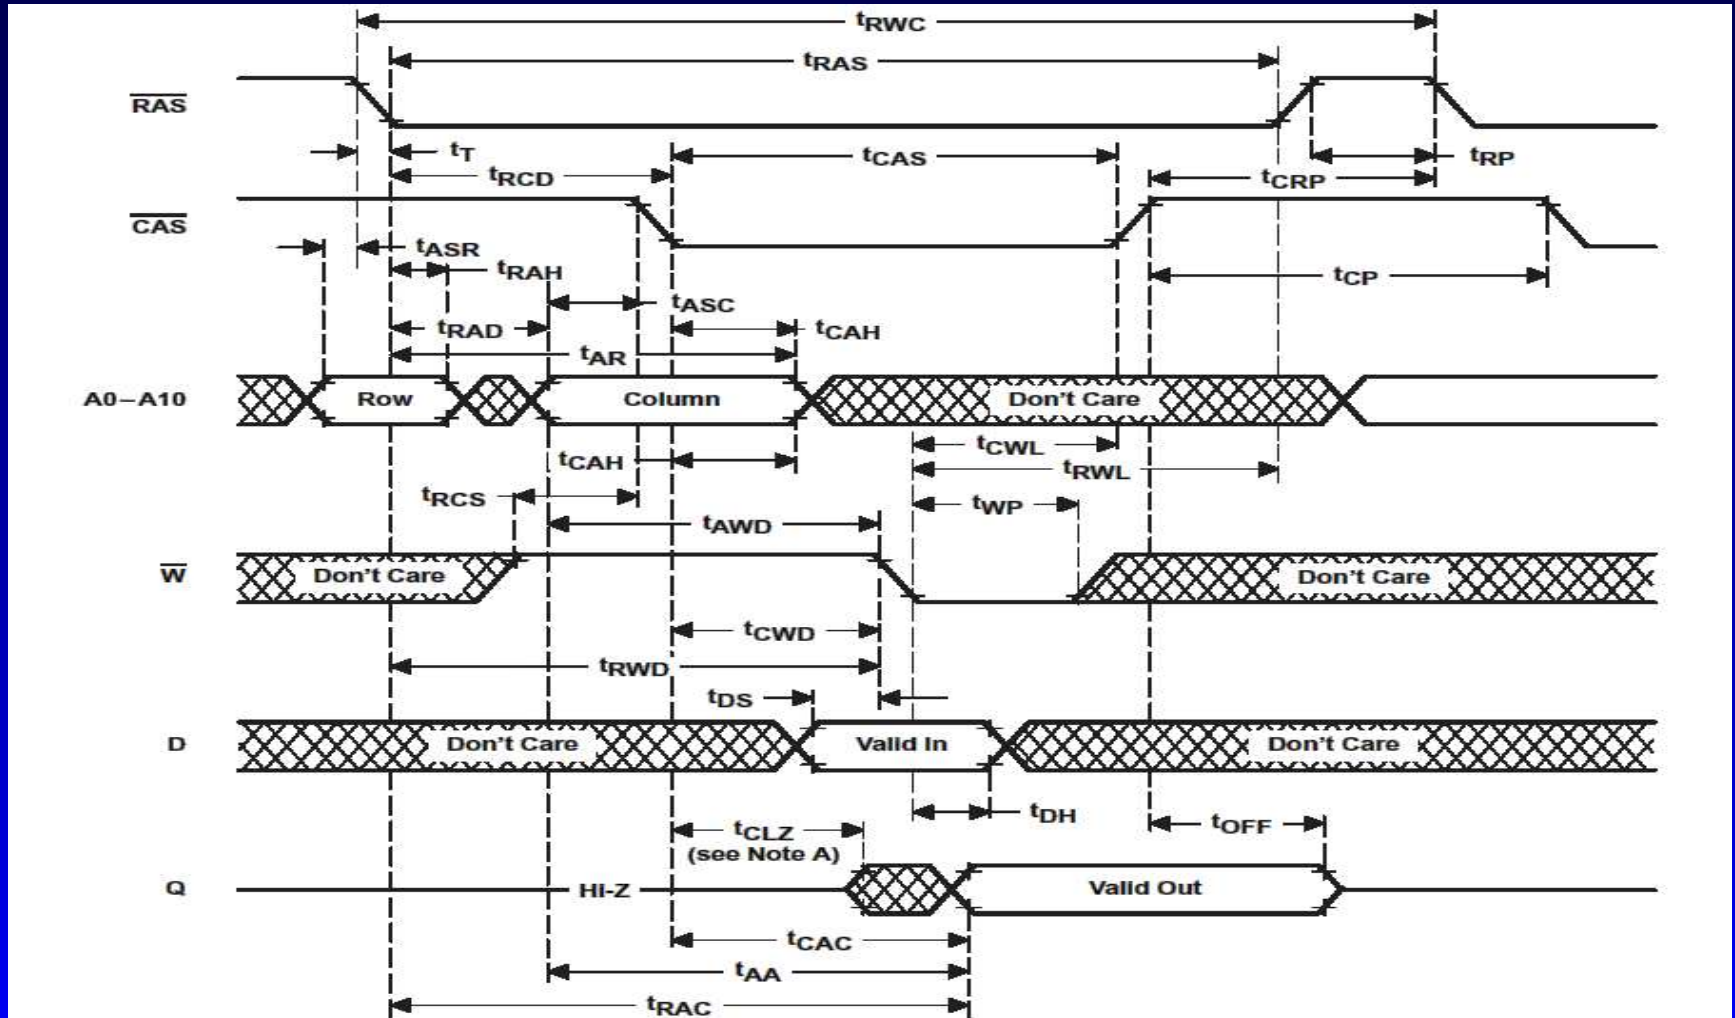 tRWC
tRAS
RAS
tT
tCAS
tRP
tRCD
tCRP
CAS
tASR
tRAH
tCP
tASC
tRAD
tCAH
tAR
A0–A10
Row
Column
Don't Care
tCWL
tCAH
tRWL
tRCS
tWP
tAWD
W
Don't Care
Don't Care
tCWD
tRWD
tDS
D
Don't Care
Valid In
Don't Care
tDH
tOFF
tCLZ
(see Note A)
Q
HI-Z
Valid Out
tCAC
tAA
tRAC